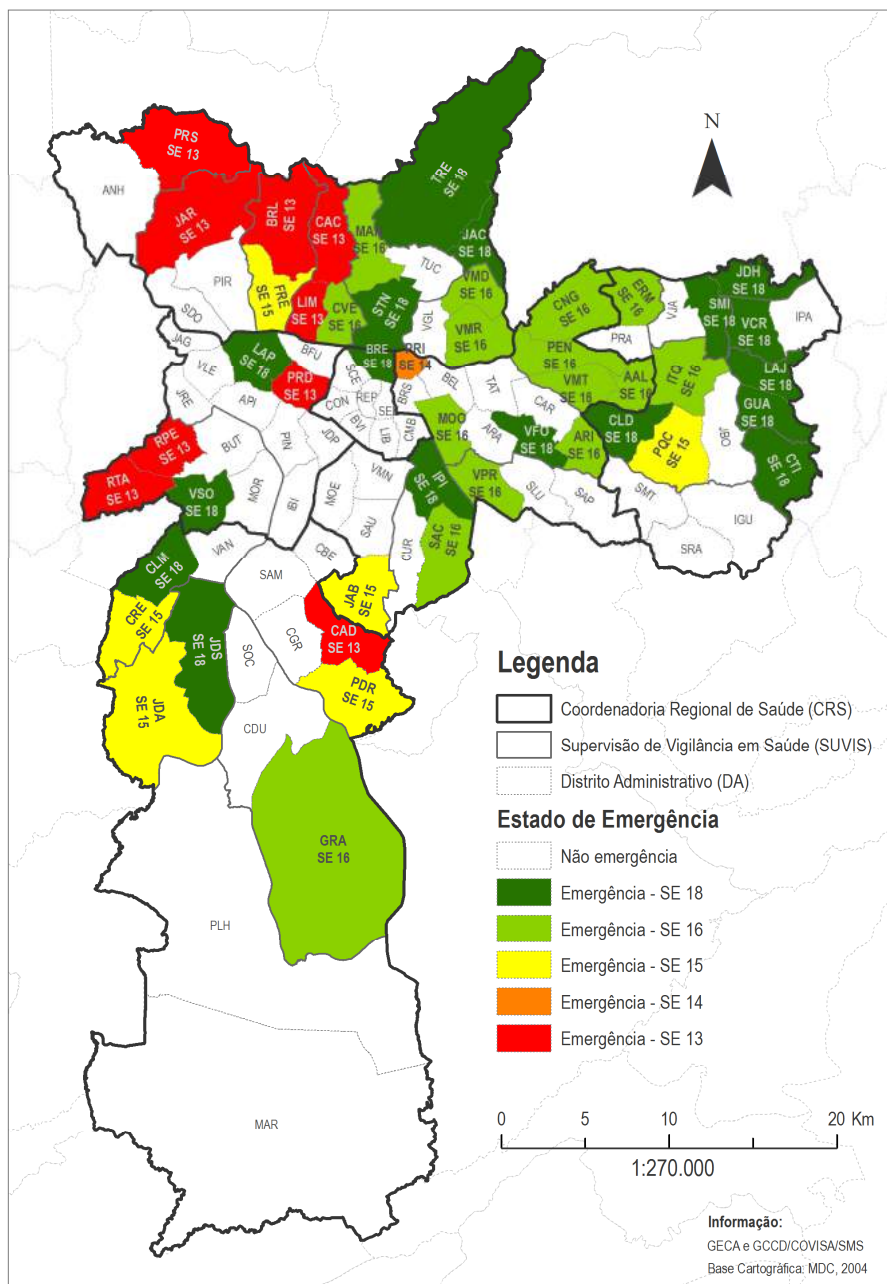 N
PRS
SE 13
ANH
JAR
SE 13
BRL
SE 13
CAC
SE 13
MAN
SE 16
TRE
SE 18
JAC
SE 18
TUC
PIR
FRE
SE 15
LIM
SE 13
CVE
SE 16
STN
SE 18
VGL
VMD
SE 16
VMR
SE 16
SDO
CNG
SE 16
ERM
SE 16
VJA
SMI
SE 18
JDH
SE 18
VCR
SE 18
IPA
JAG
VLE
LAP
SE 18
BFU
BRE
SE 18
PRI
SE 14
PEN
SE 16
PRA
JRE
API
PRD
SE 13
SCE
CON
REP
SE
BRS
BEL
TAT
VMT
SE 16
AAL
SE 16
ITQ
SE 16
LAJ
SE 18
GUA
SE 18
CAR
RPE
SE 13
BUT
PIN
JDP
BVI
LIB
CMB
MOO
SE 16
ARA
VFO
SE 18
ARI
SE 16
CLD
SE 18
PQC
SE 15
JBO
CTI
SE 18
RTA
SE 13
VSO
SE 18
MOR
IBI
MOE
VMN
IPI
SE 18
VPR
SE 16
SLU
SAP
SMT
IGU
SRA
CLM
SE 18
VAN
CBE
SAU
CUR
SAC
SE 16
SAM
CRE
SE 15
JDS
SE 18
JAB
SE 15
SOC
CGR
CAD
SE 13
PDR
SE 15
JDA
SE 15
CDU
GRA
SE 16
PLH
MAR
Legenda
Coordenadoria Regional de Saúde (CRS)
Supervisão de Vigilância em Saúde (SUVIS)
Distrito Administrativo (DA)
Estado de Emergência
Não emergência
Emergência - SE 18
Emergência - SE 16
Emergência - SE 15
Emergência - SE 14
Emergência - SE 13
0 5 10 20 Km
1:270.000
Informação:
GECA e GCCD/COVISA/SMS
Base Cartográfica: MDC, 2004